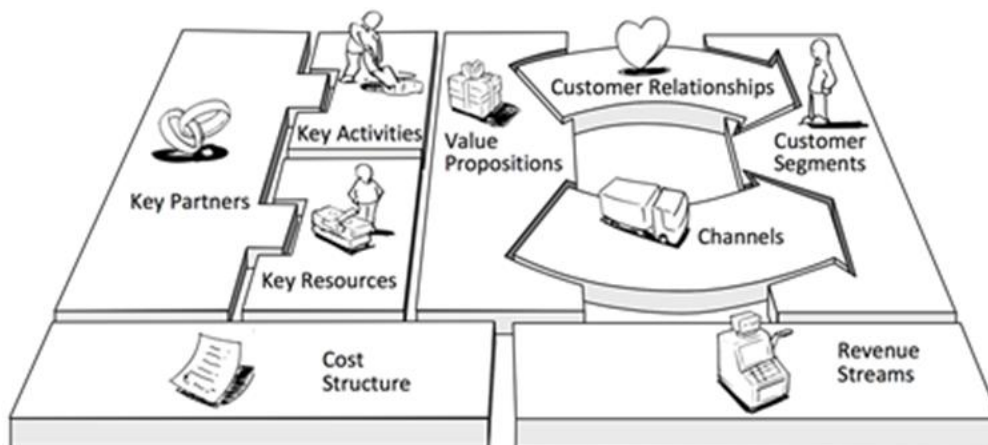 Key Partners
Key Activities
Key Resources
Value
Propositions
Customer Relationships
Channels
Customer
Segments
Cost
Structure
Revenue
Streams